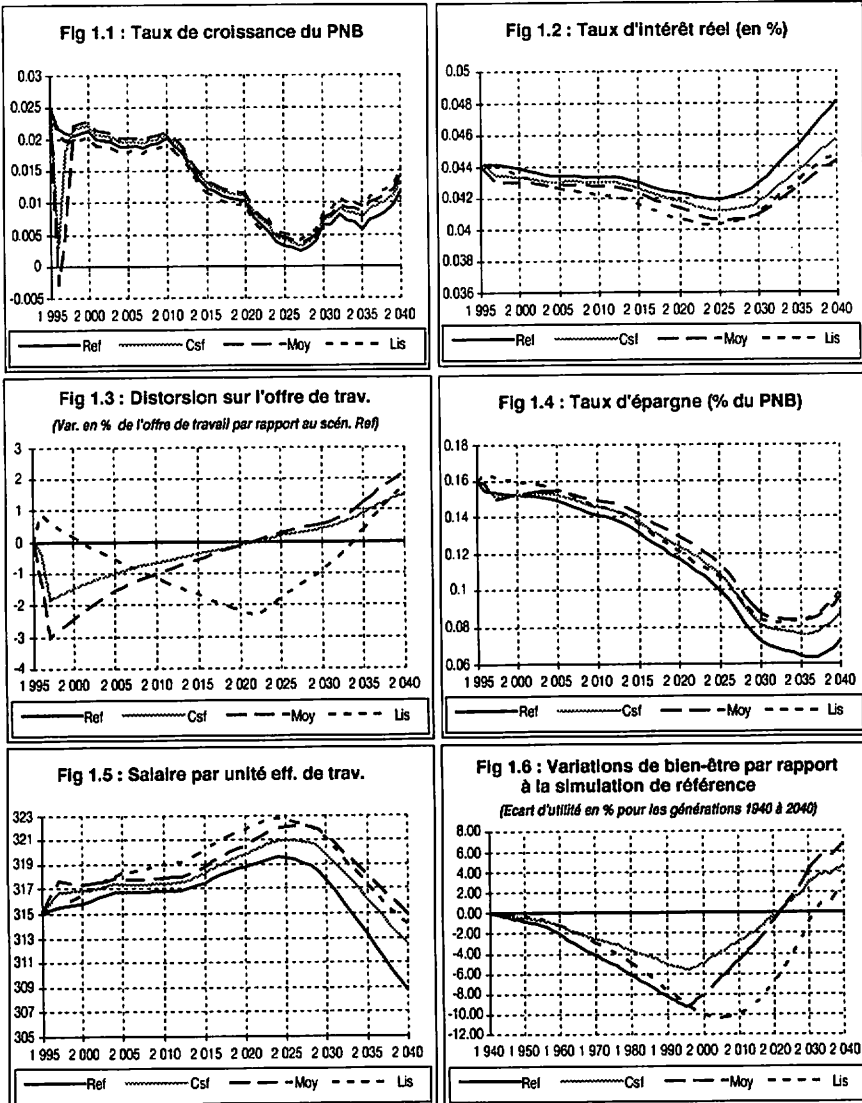 Fig 1.1 : Taux de croissance du PNB
0.03
0.025
0.02
0.015
0.01
0.005
0
-0.005
1 995 2 000 2 005 2 010 2 015 2 020 2 025 2 030 2 035 2 040
Ref Csf Moy Lis
Fig 1.2 : Taux d'intérêt réel (en %)
0.05
0.048
0.046
0.044
0.042
0.04
0.038
0.036
1 995 2 000 2 005 2 010 2 015 2 020 2 025 2 030 2 035 2 040
Ref Csf Moy Lis
Fig 1.3 : Distorsion sur l'offre de trav.
(Var. en % de l'offre de travail par rapport au scén. Ref)
3
2
1
0
-1
-2
-3
-4
1 995 2 000 2 005 2 010 2 015 2 020 2 025 2 030 2 035 2 040
Ref Csf Moy Lis
Fig 1.4 : Taux d'épargne (% du PNB)
0.18
0.16
0.14
0.12
0.1
0.08
0.06
1 995 2 000 2 005 2 010 2 015 2 020 2 025 2 030 2 035 2 040
Ref Csf Moy Lis
Fig 1.5 : Salaire par unité eff. de trav.
323
321
319
317
315
313
311
309
307
305
1 995 2 000 2 005 2 010 2 015 2 020 2 025 2 030 2 035 2 040
Ref Csf Moy Lis
Fig 1.6 : Variations de bien-être par rapport
à la simulation de référence
(Ecart d'utilité en % pour les générations 1940 à 2040)
8.00
6.00
4.00
2.00
0.00
-2.00
-4.00
-6.00
-8.00
-10.00
-12.00
1 940 1 950 1 960 1 970 1 980 1 990 2 000 2 010 2 020 2 030 2 040
Ref Csf Moy Lis